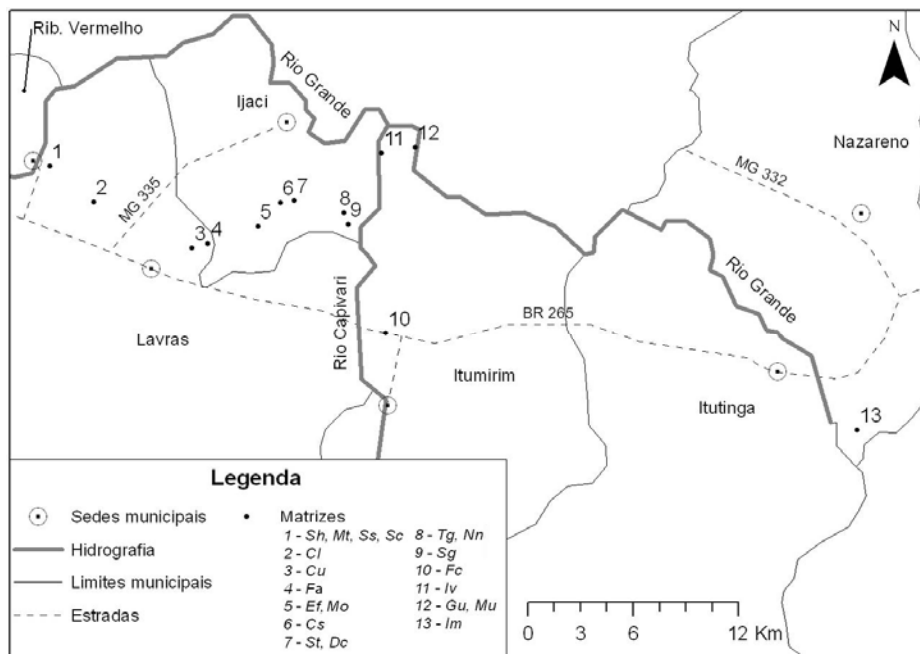 Rib. Vermelho
N
Rio Grande
Ijaci
11
12
Nazareno
1
MG 332
2
MG 335
6 7
8
5
9
3 4
Rio Grande
Rio Capivari
BR 265
10
Lavras
Itumirim
Itutinga
13
Legenda
Sedes municipais
Hidrografia
Limites municipais
Estradas
Matrizes
1 - Sh, Mt, Ss, Sc
2 - Cl
3 - Cu
4 - Fa
5 - Ef, Mo
6 - Cs
7 - St, Dc
8 - Tg, Nn
9 - Sg
10 - Fc
11 - Iv
12 - Gu, Mu
13 - Im
0 3 6 12 Km